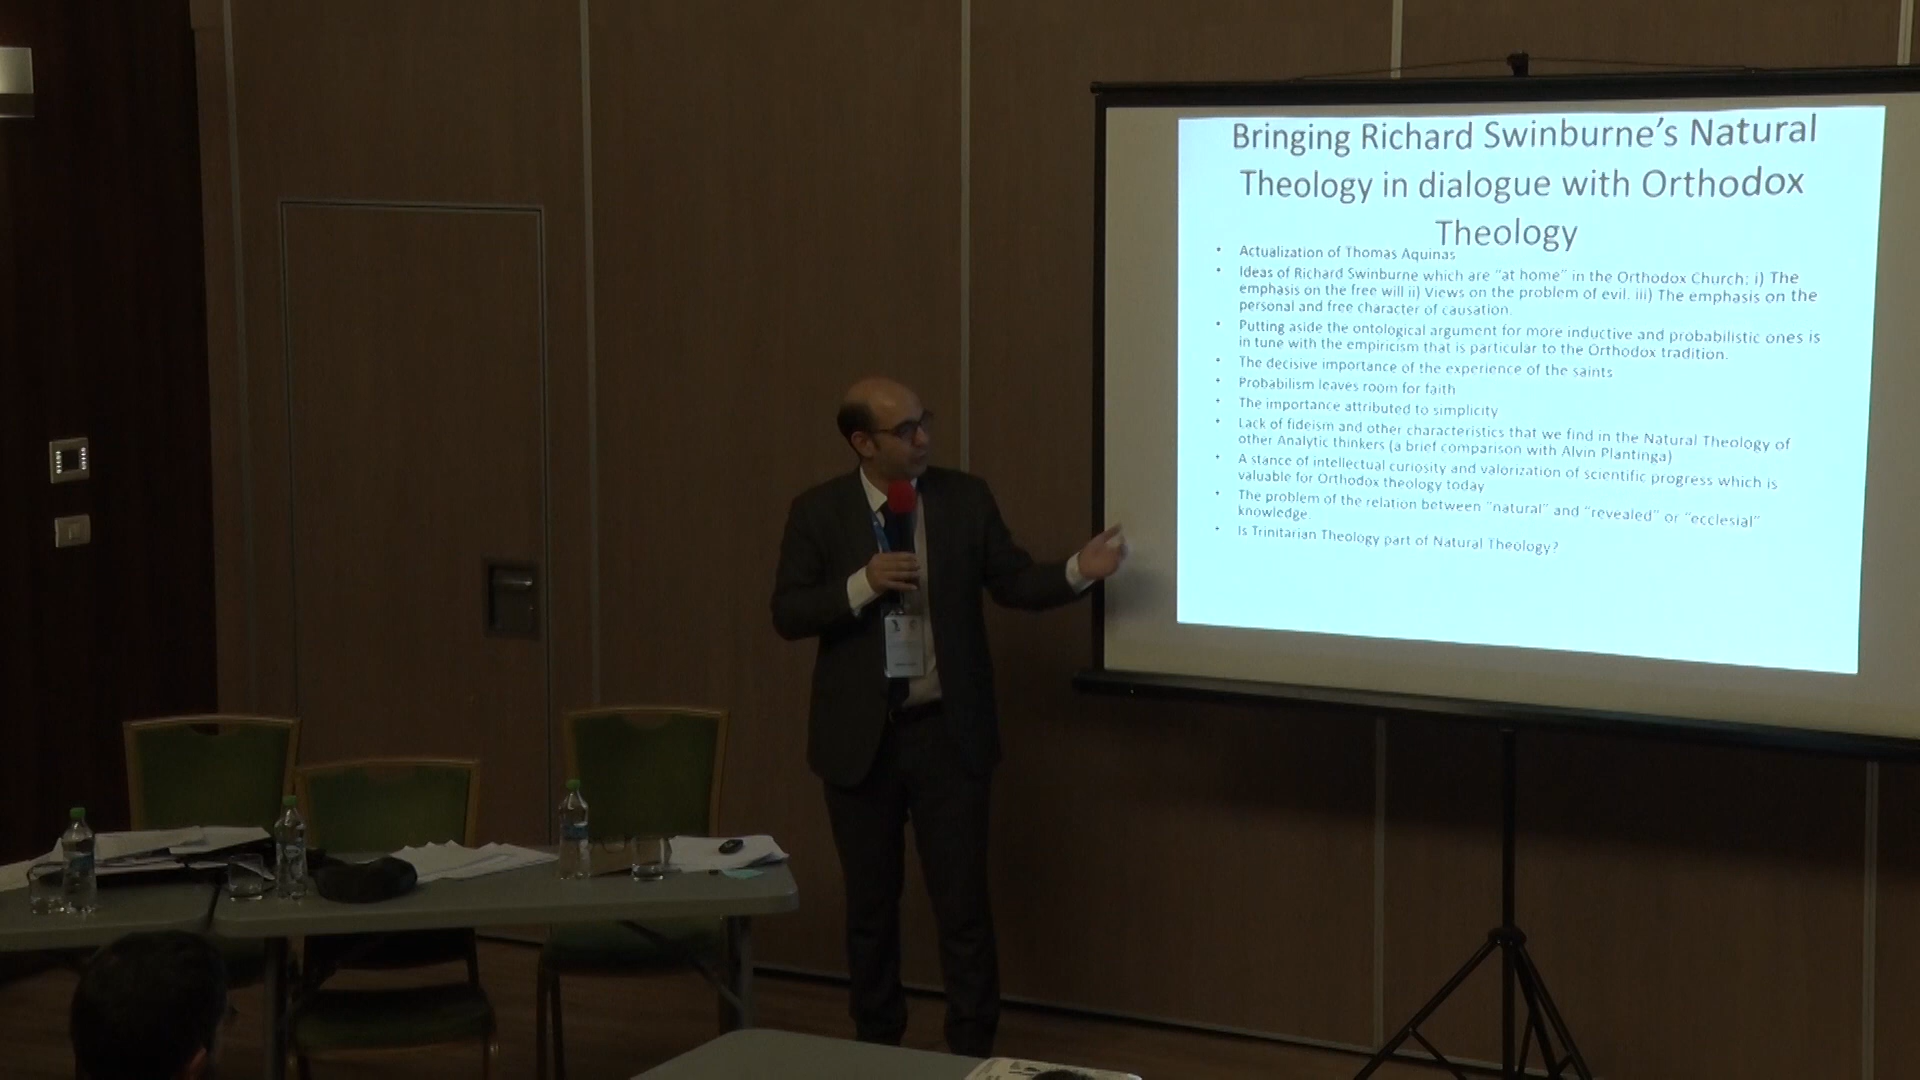 Bringing Richard Swinburne's Natural
Theology in dialogue with Orthodox
Theology
• Actualization of Thomas Aquinas
• Ideas of Richard Swinburne which are "at home" in the Orthodox Church: i) The
emphasis on the free will ii) Views on the problem of evil. iii) The emphasis on the
personal and free character of causation.
• Putting aside the ontological argument for more inductive and probabilistic ones is
in tune with the empiricism that is particular to the Orthodox tradition.
• The decisive importance of the experience of the saints
• Probabilism leaves room for faith
• The importance attributed to simplicity
• Lack of fideism and other characteristics that we find in the Natural Theology of
other Analytic thinkers (a brief comparison with Alvin Plantinga)
• A stance of intellectual curiosity and valorization of scientific progress which is
valuable for Orthodox theology today
• The problem of the relation between "natural" and "revealed" or "ecclesial"
knowledge.
• Is Trinitarian Theology part of Natural Theology?